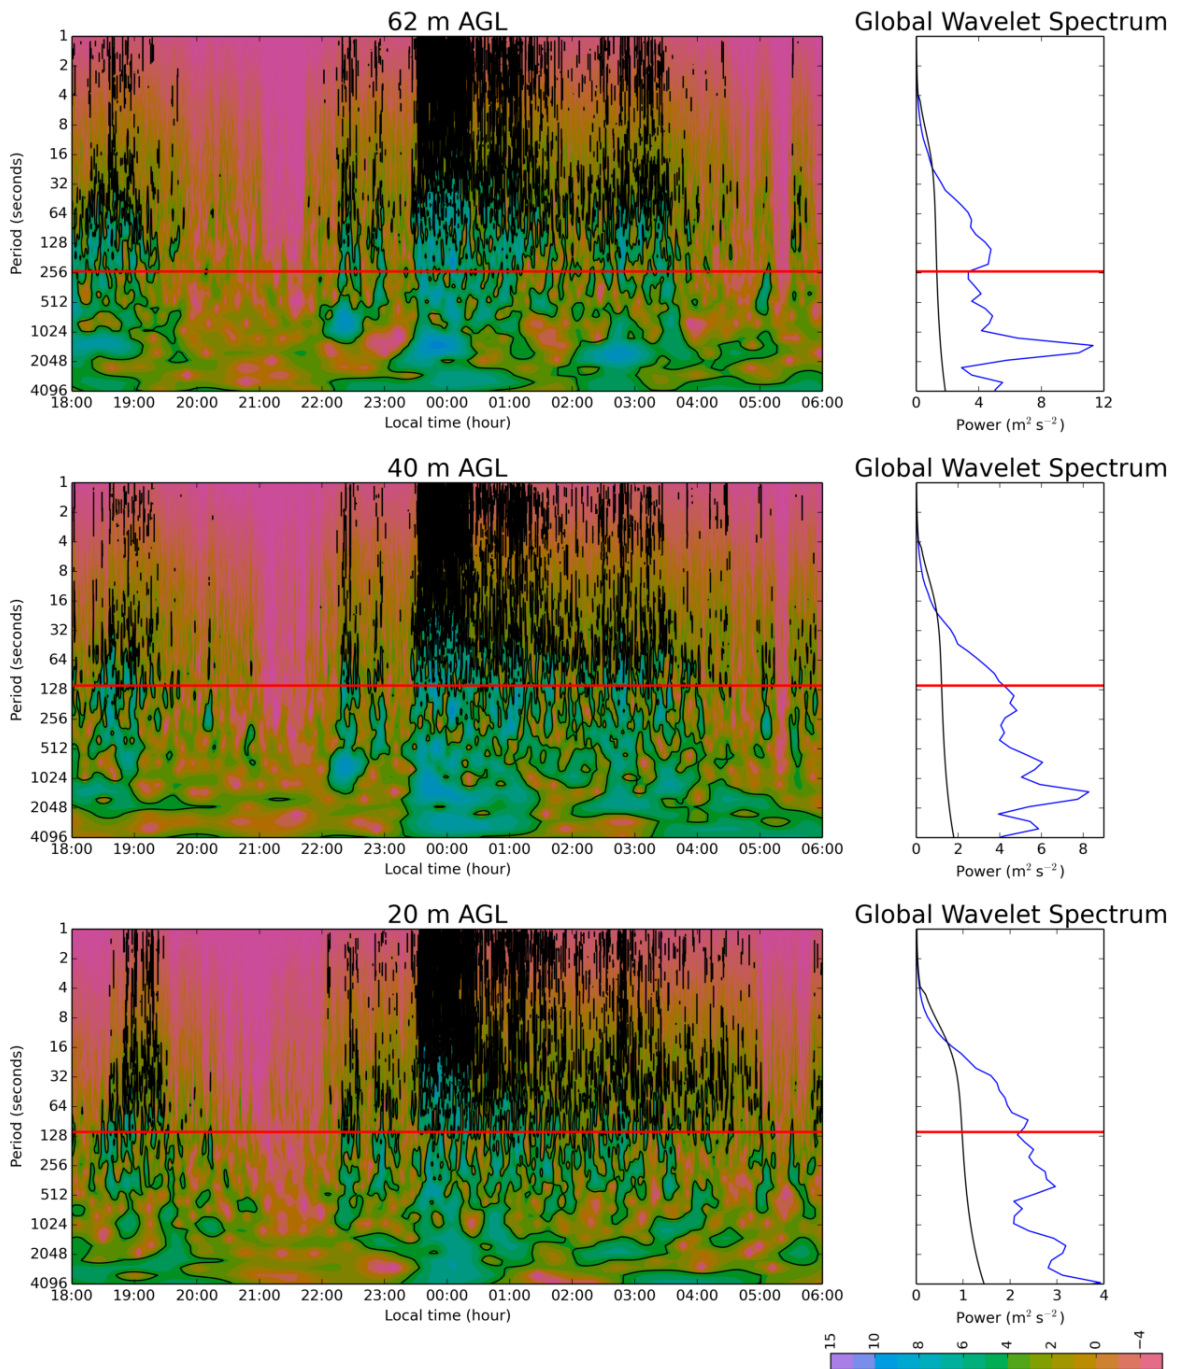 62 m AGL
Global Wavelet Spectrum
1
2
4
8
16
32
64
128
256
512
1024
2048
4096
Period (seconds)
18:00 19:00 20:00 21:00 22:00 23:00 00:00 01:00 02:00 03:00 04:00 05:00 06:00
Local time (hour)
0 4 8 12
Power (m² s⁻²)
40 m AGL
Global Wavelet Spectrum
1
2
4
8
16
32
64
128
256
512
1024
2048
4096
Period (seconds)
18:00 19:00 20:00 21:00 22:00 23:00 00:00 01:00 02:00 03:00 04:00 05:00 06:00
Local time (hour)
0 2 4 6 8
Power (m² s⁻²)
20 m AGL
Global Wavelet Spectrum
1
2
4
8
16
32
64
128
256
512
1024
2048
4096
Period (seconds)
18:00 19:00 20:00 21:00 22:00 23:00 00:00 01:00 02:00 03:00 04:00 05:00 06:00
Local time (hour)
0 1 2 3 4
Power (m² s⁻²)
15 10 8 6 4 2 0 −4